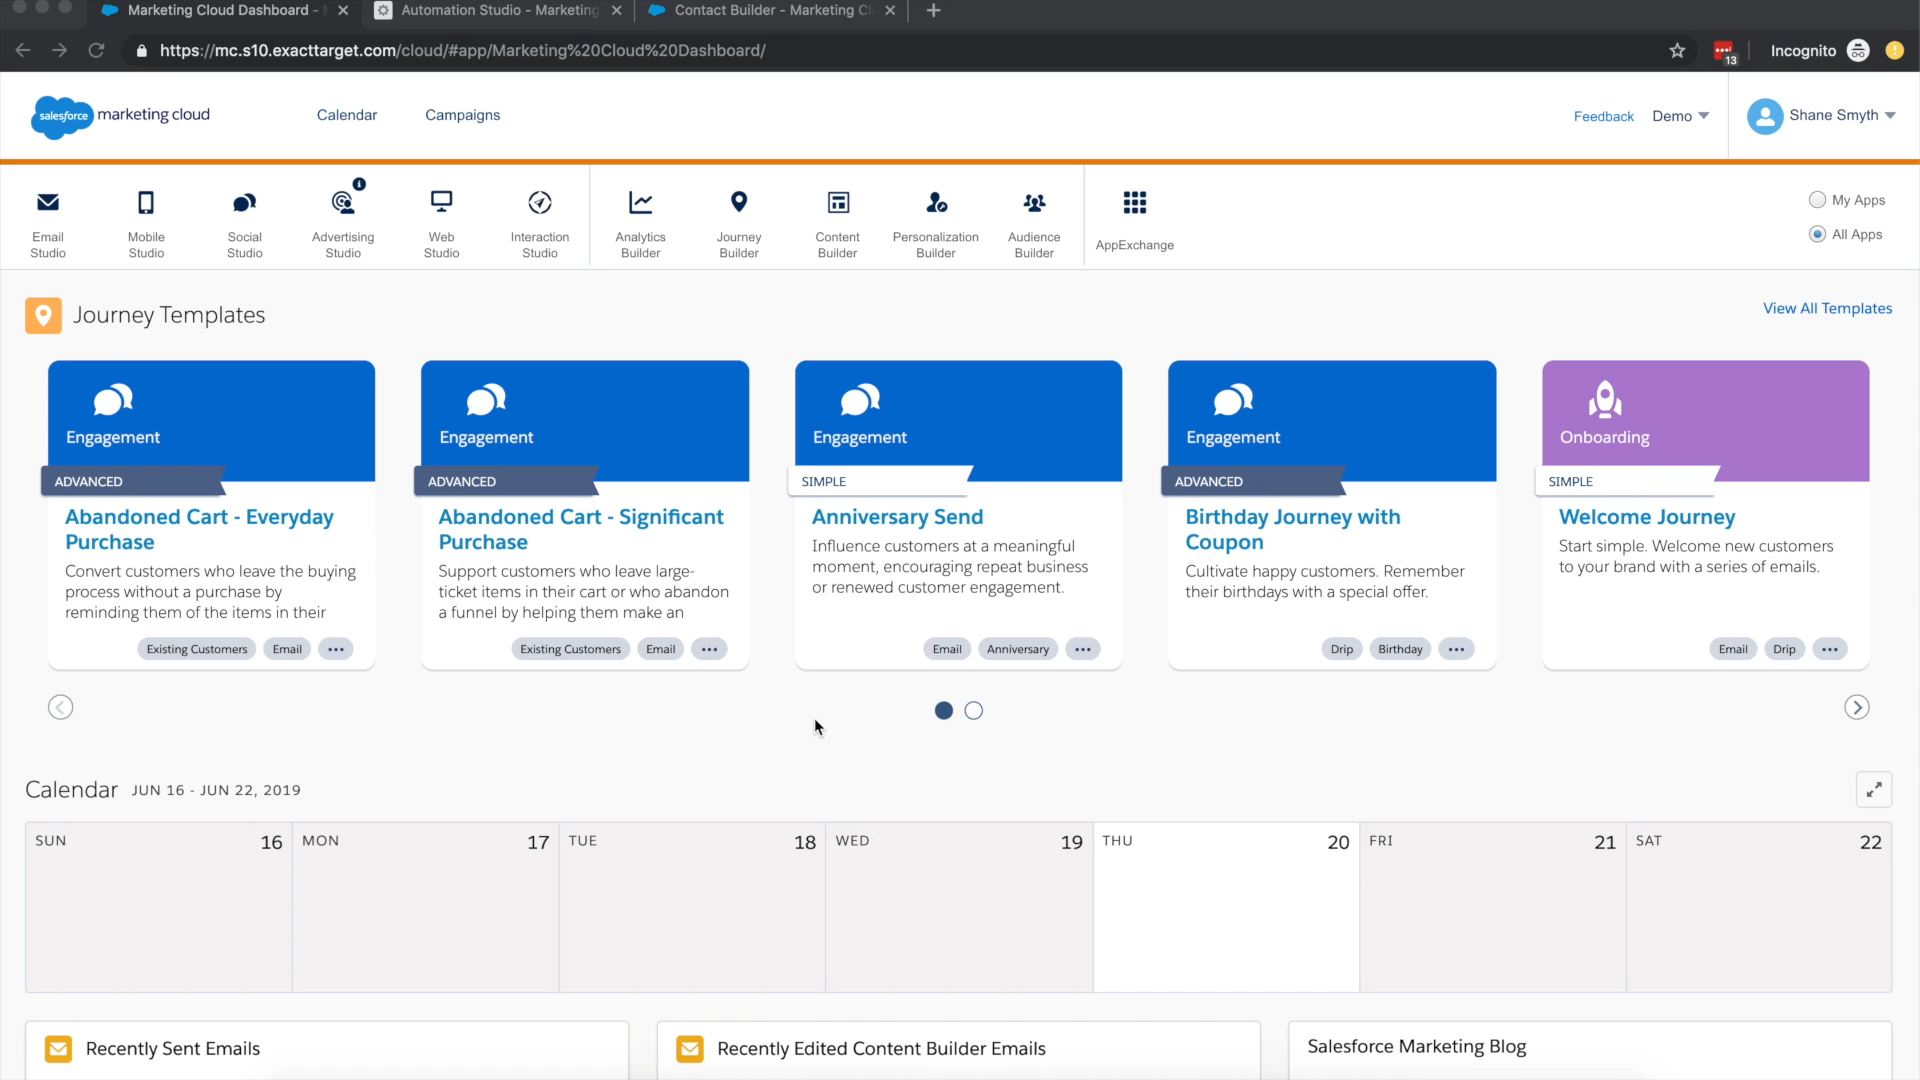 Marketing Cloud Dashboard -
Automation Studio - Marketing
Contact Builder - Marketing Cl
https://mc.s10.exacttarget.com/cloud/#app/Marketing%20Cloud%20Dashboard/
13
Incognito
salesforce marketing cloud
Calendar
Campaigns
Feedback
Demo
Shane Smyth
Email
Studio
Mobile
Studio
Social
Studio
Advertising
Studio
Web
Studio
Interaction
Studio
Analytics
Builder
Journey
Builder
Content
Builder
Personalization
Builder
Audience
Builder
AppExchange
My Apps
All Apps
Journey Templates
View All Templates
Engagement
ADVANCED
Abandoned Cart - Everyday
Purchase
Convert customers who leave the buying
process without a purchase by
reminding them of the items in their
Existing Customers
Email
•••
Engagement
ADVANCED
Abandoned Cart - Significant
Purchase
Support customers who leave large-
ticket items in their cart or who abandon
a funnel by helping them make an
Existing Customers
Email
•••
Engagement
SIMPLE
Anniversary Send
Influence customers at a meaningful
moment, encouraging repeat business
or renewed customer engagement.
Email
Anniversary
•••
Engagement
ADVANCED
Birthday Journey with
Coupon
Cultivate happy customers. Remember
their birthdays with a special offer.
Drip
Birthday
•••
Onboarding
SIMPLE
Welcome Journey
Start simple. Welcome new customers
to your brand with a series of emails.
Email
Drip
•••
Calendar JUN 16 - JUN 22, 2019
SUN 16
MON 17
TUE 18
WED 19
THU 20
FRI 21
SAT 22
Recently Sent Emails
Recently Edited Content Builder Emails
Salesforce Marketing Blog